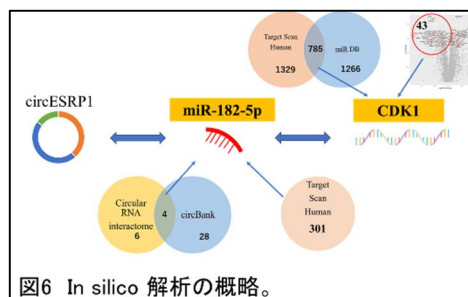 43
Target Scan
Human
1329
785
miR DB
1266
circESRP1
miR-182-5p
CDK1
Circular RNA
interactome
6
4
circBank
28
Target
Scan
Human
301
図6 In silico 解析の概略。